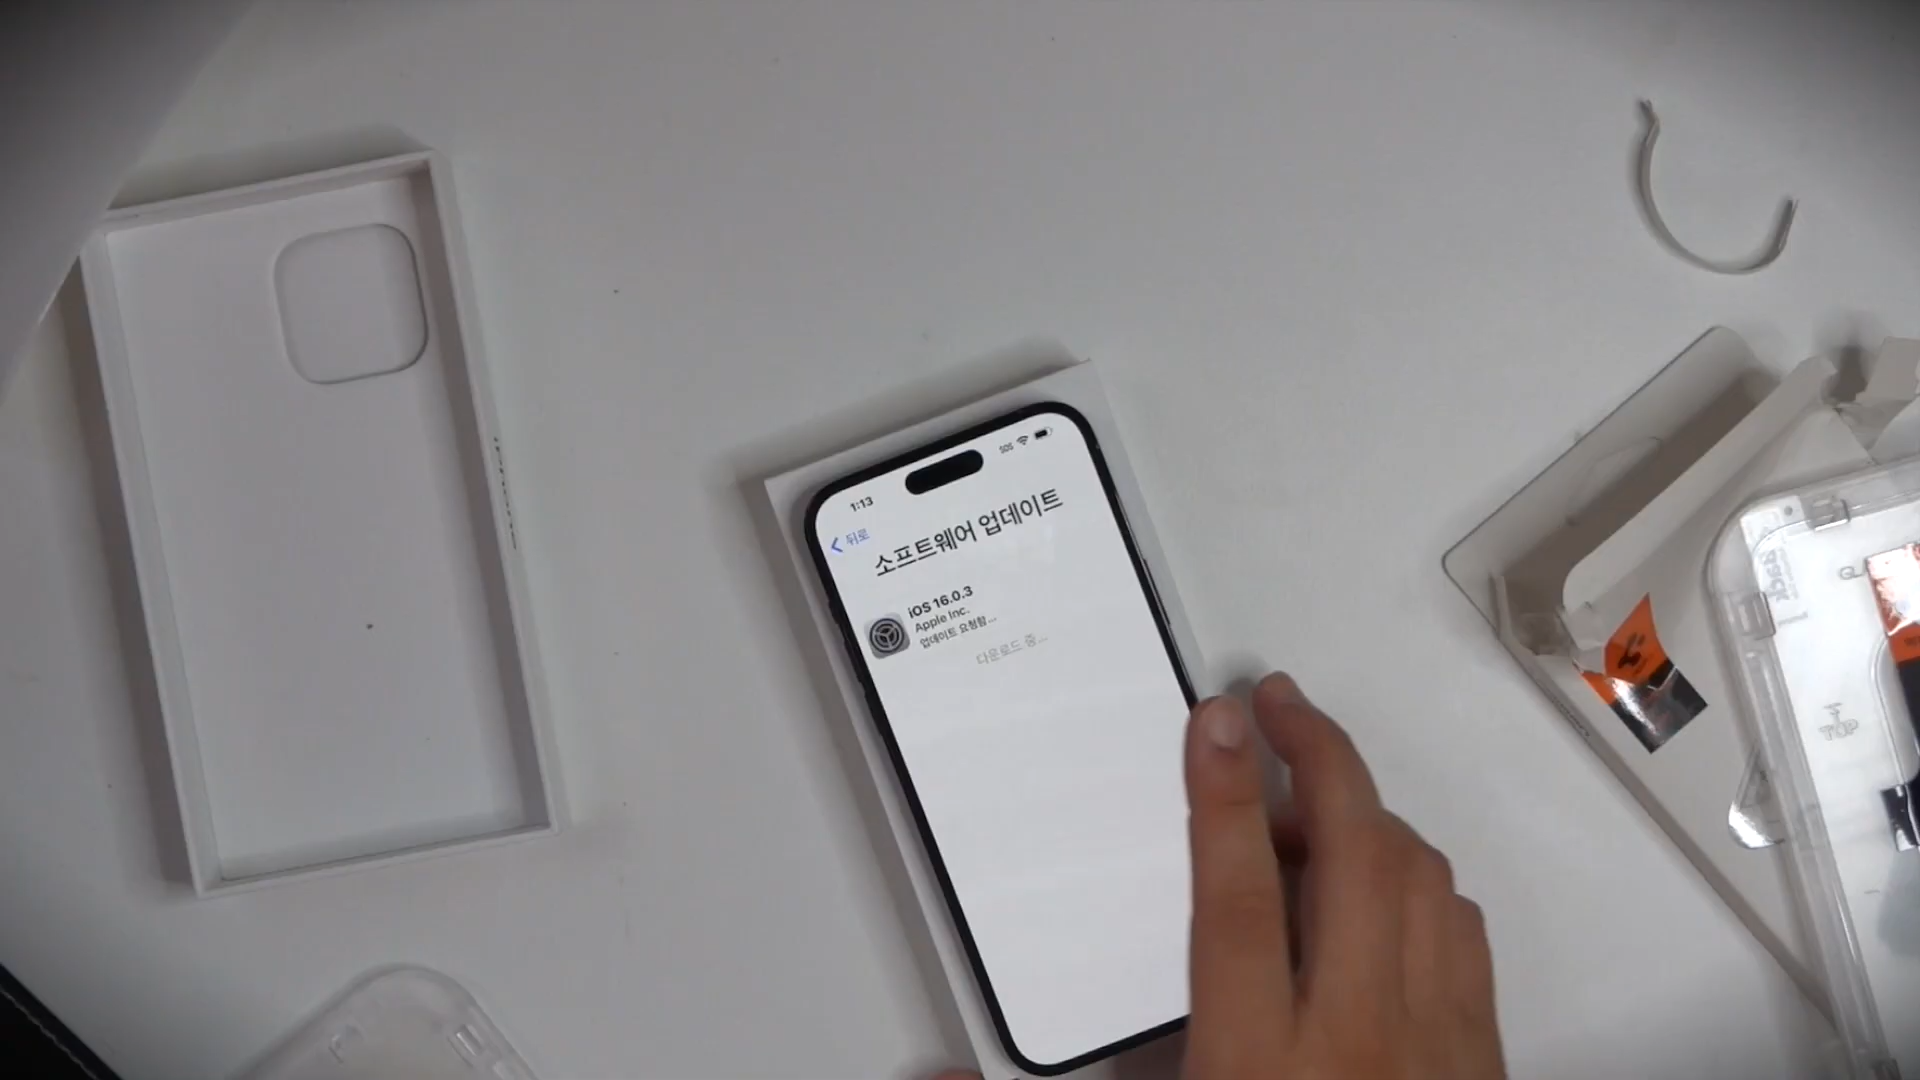 1:13
SOS
뒤로
소프트웨어 업데이트
iOS 16.0.3
Apple Inc.
업데이트 요청함...
다운로드 중...
TOP